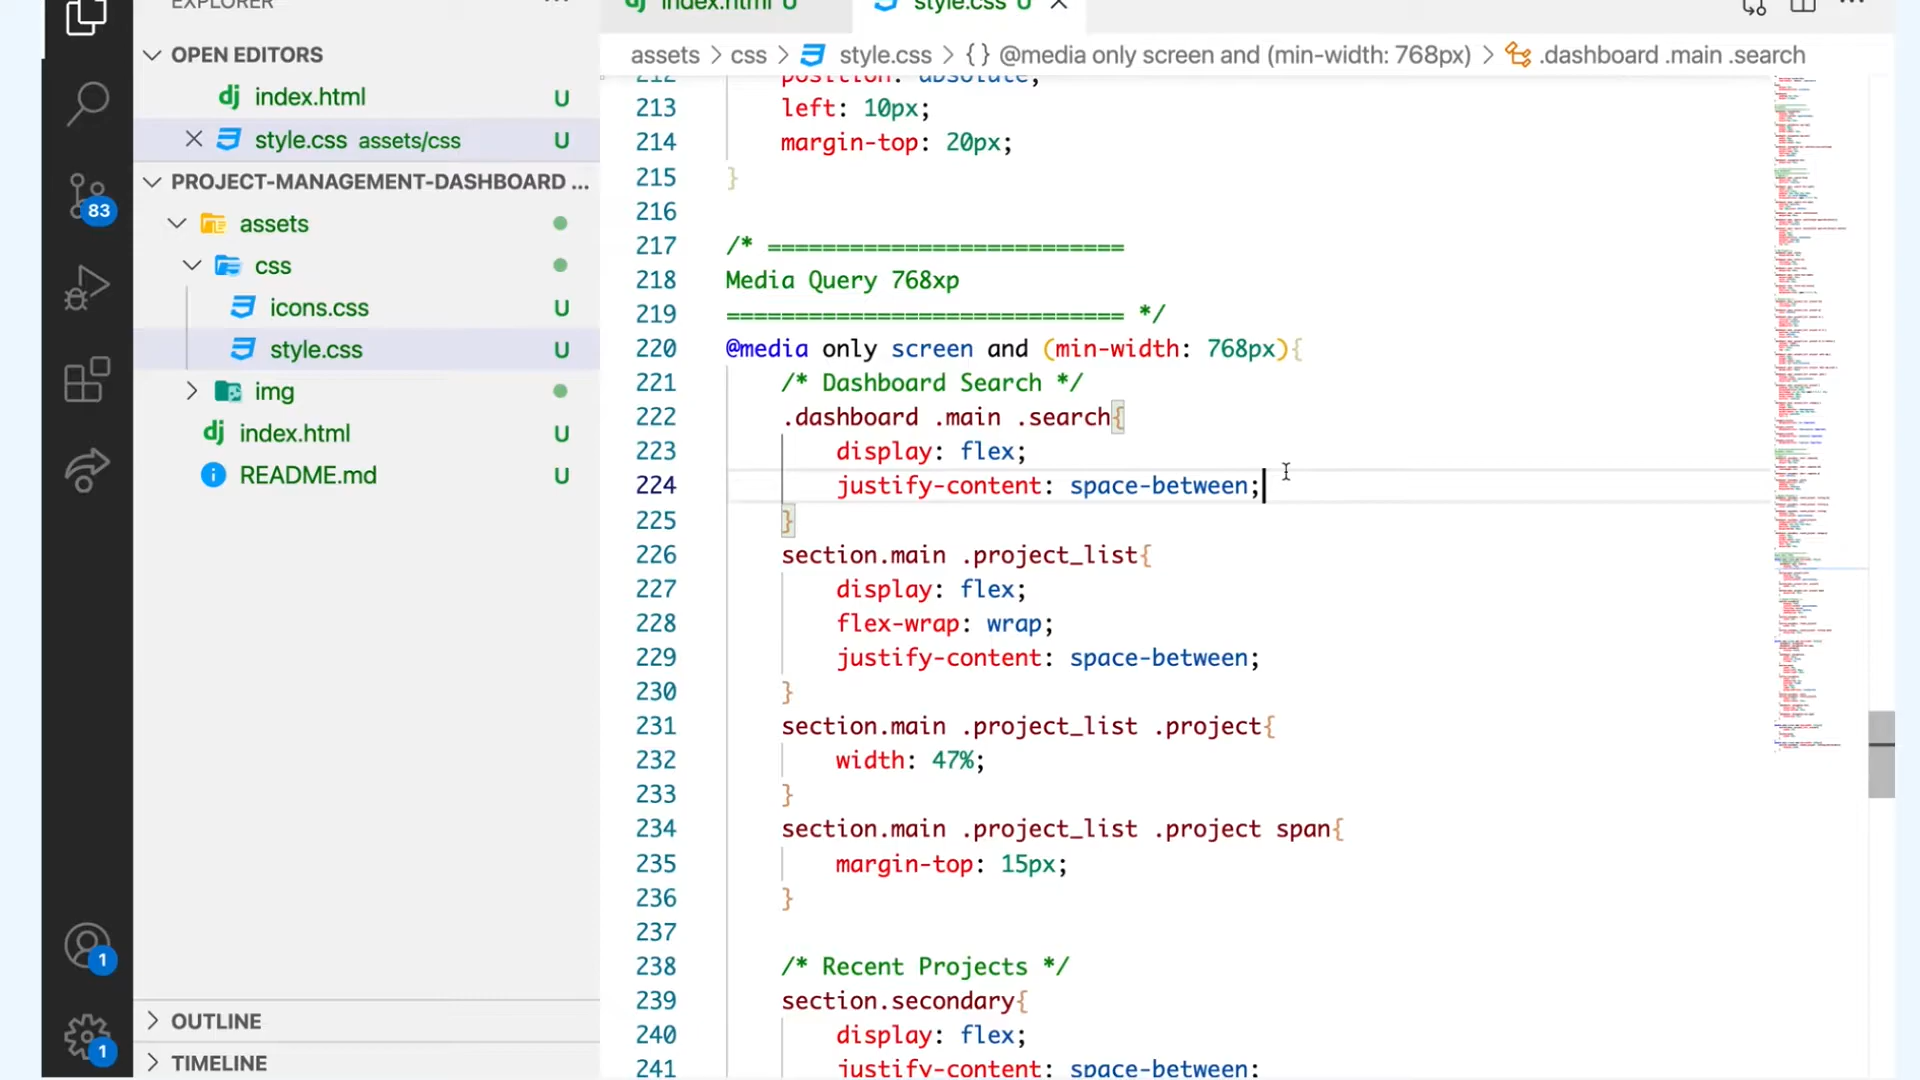 EXPLORER
index.html U
style.css U
OPEN EDITORS
index.html U
style.css assets/css U
PROJECT-MANAGEMENT-DASHBOARD ...
assets
css
icons.css U
style.css U
img
index.html U
README.md U
83
1
1
OUTLINE
TIMELINE
assets > css > style.css > {} @media only screen and (min-width: 768px) > .dashboard .main .search
212 position: absolute;
213 left: 10px;
214 margin-top: 20px;
215 }
216
217 /* ==========================
218 Media Query 768xp
219 ============================= */
220 @media only screen and (min-width: 768px){
221 /* Dashboard Search */
222 .dashboard .main .search{
223 display: flex;
224 justify-content: space-between;
225 }
226 section.main .project_list{
227 display: flex;
228 flex-wrap: wrap;
229 justify-content: space-between;
230 }
231 section.main .project_list .project{
232 width: 47%;
233 }
234 section.main .project_list .project span{
235 margin-top: 15px;
236 }
237
238 /* Recent Projects */
239 section.secondary{
240 display: flex;
241 justify-content: space-between;